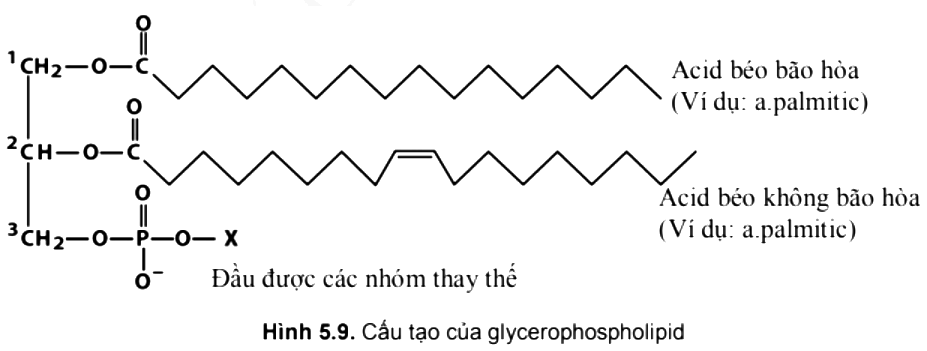 O
¹CH₂—O—C
Acid béo bão hòa
(Ví dụ: a.palmitic)
O
²CH—O—C
Acid béo không bão hòa
(Ví dụ: a.palmitic)
O
³CH₂—O—P—O—X
O⁻
Đầu được các nhóm thay thế
Hình 5.9. Cấu tạo của glycerophospholipid